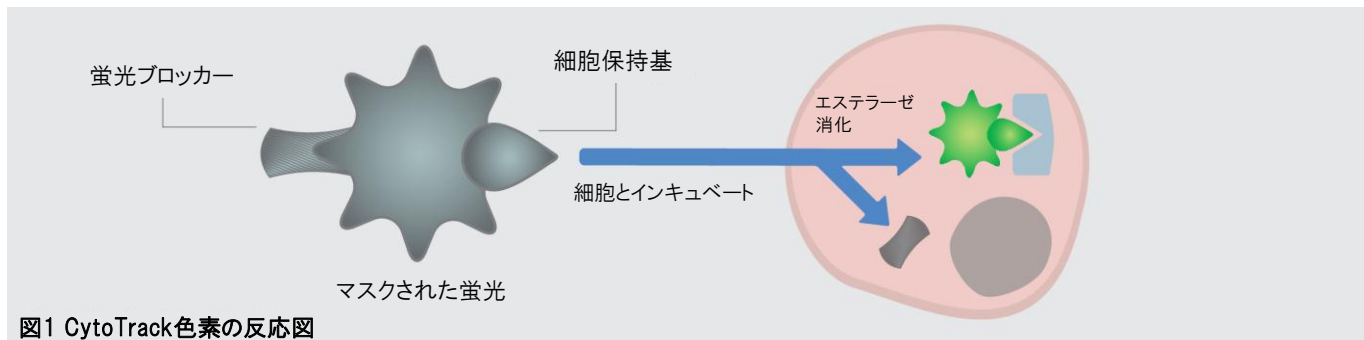 蛍光ブロッカー
細胞保持基
エステラーゼ
消化
細胞とインキュベート
マスクされた蛍光
図1 CytoTrack色素の反応図